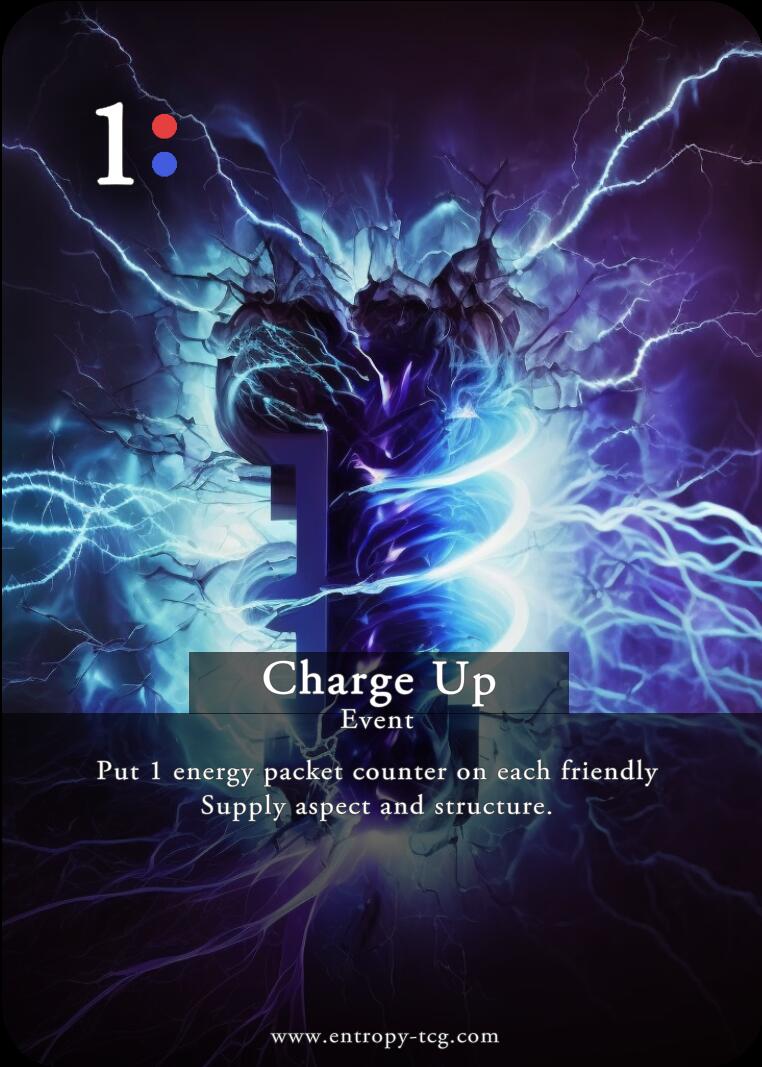 1
Charge Up
Event
Put 1 energy packet counter on each friendly
Supply aspect and structure.
www.entropy-tcg.com